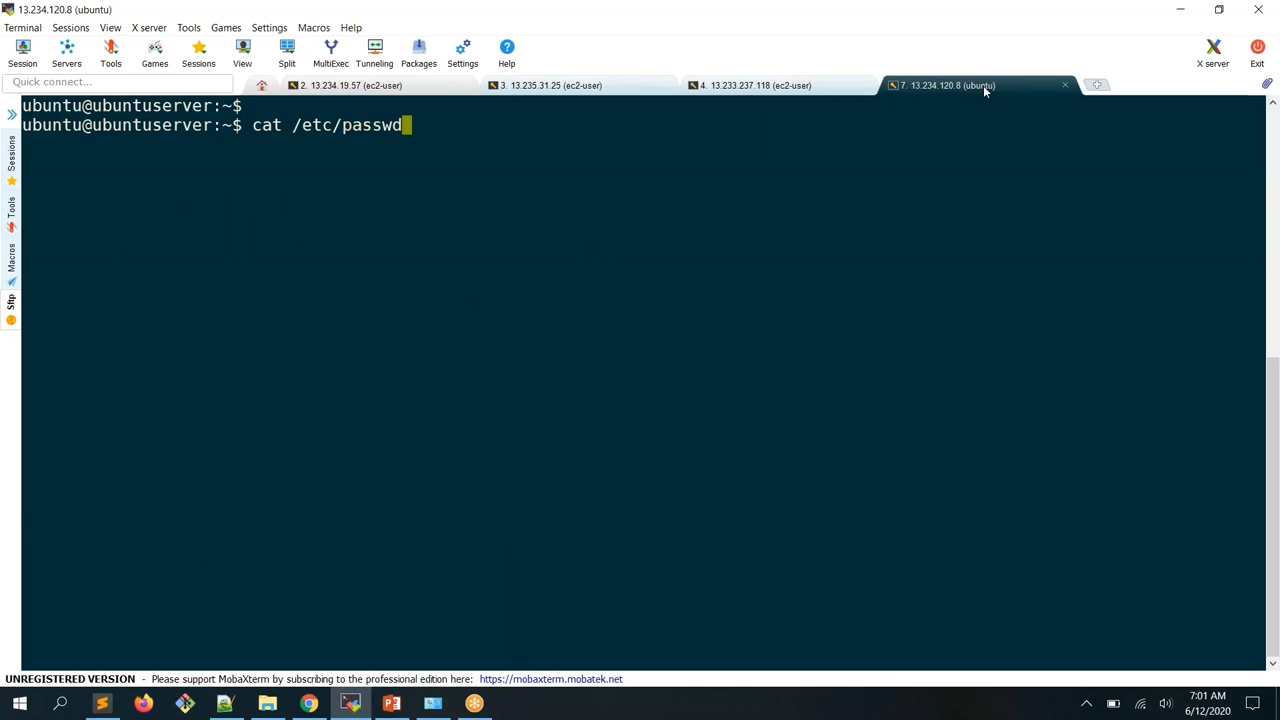 13.234.120.8 (ubuntu)
Terminal Sessions View X server Tools Games Settings Macros Help
Session Servers Tools Games Sessions View Split MultiExec Tunneling Packages Settings Help X server Exit
Quick connect... 2. 13.234.19.57 (ec2-user) 3. 13.235.31.25 (ec2-user) 4. 13.233.237.118 (ec2-user) 7. 13.234.120.8 (ubuntu)
ubuntu@ubuntuserver:~$
ubuntu@ubuntuserver:~$ cat /etc/passwd
Sessions
Tools
Macros
Sftp
UNREGISTERED VERSION - Please support MobaXterm by subscribing to the professional edition here: https://mobaxterm.mobatek.net
7:01 AM
6/12/2020